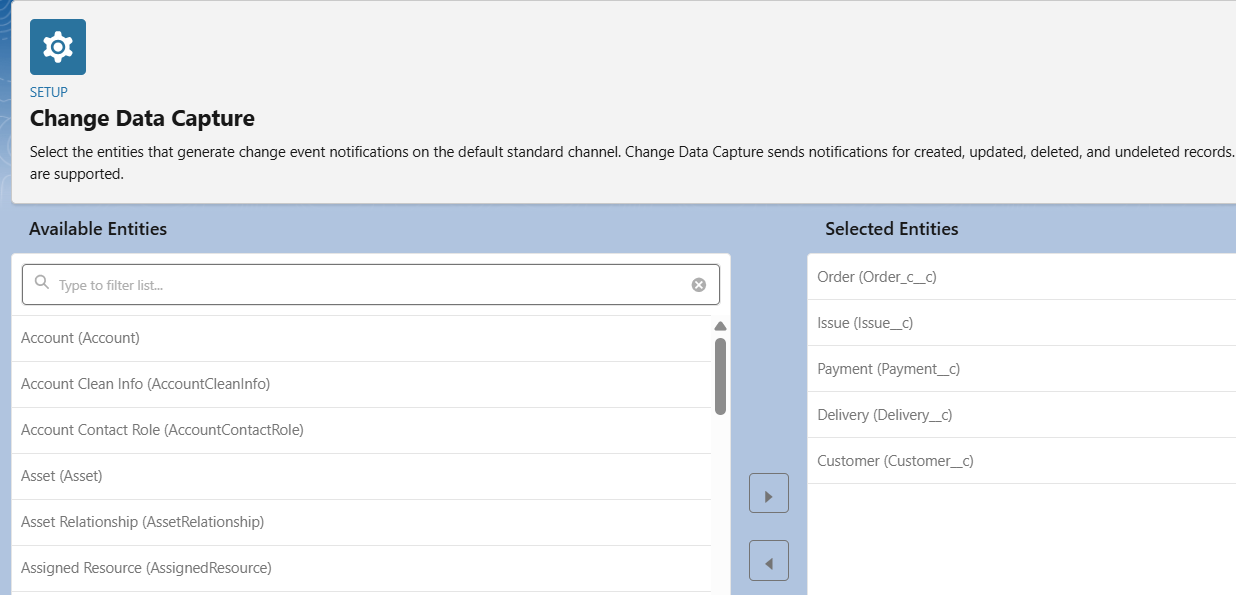 SETUP
Change Data Capture
Select the entities that generate change event notifications on the default standard channel. Change Data Capture sends notifications for created, updated, deleted, and undeleted records.
are supported.
Available Entities
Type to filter list...
Account (Account)
Account Clean Info (AccountCleanInfo)
Account Contact Role (AccountContactRole)
Asset (Asset)
Asset Relationship (AssetRelationship)
Assigned Resource (AssignedResource)
Selected Entities
Order (Order_c__c)
Issue (Issue__c)
Payment (Payment__c)
Delivery (Delivery__c)
Customer (Customer__c)